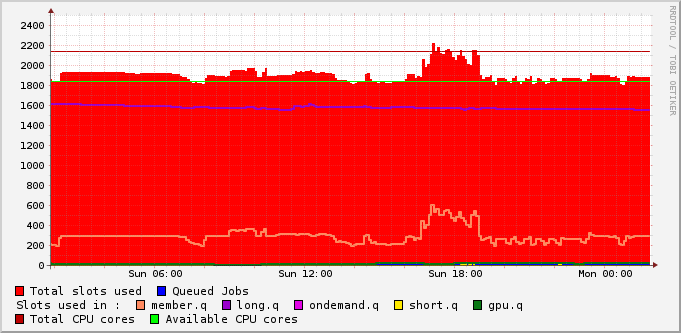 RRDTOOL / TOBI OETIKER
2400
2200
2000
1800
1600
1400
1200
1000
800
600
400
200
0
Sun 06:00 Sun 12:00 Sun 18:00 Mon 00:00
Total slots used Queued Jobs
Slots used in : member.q long.q ondemand.q short.q gpu.q
Total CPU cores Available CPU cores